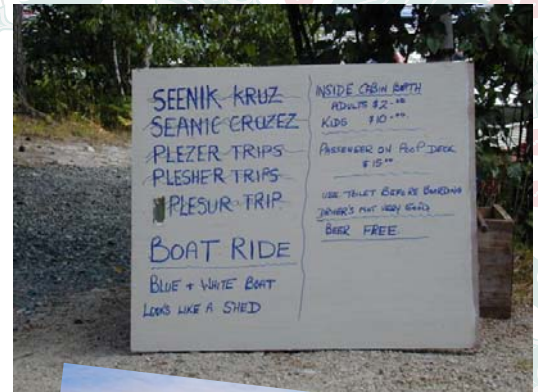 SEENIK KRUZ
SEANIC CRUZEZ
PLEZER TRIPS
PLESHER TRIPS
PLESUR TRIP
BOAT RIDE
BLUE + WHITE BOAT
LOOKS LIKE A SHED
INSIDE CABIN BERTH
ADULTS $2.00
KIDS $10.00
PASSENGER ON POOP DECK
$15.00
USE TOILET BEFORE BOARDING
DRIVER'S NOT VERY GOOD
BEER FREE